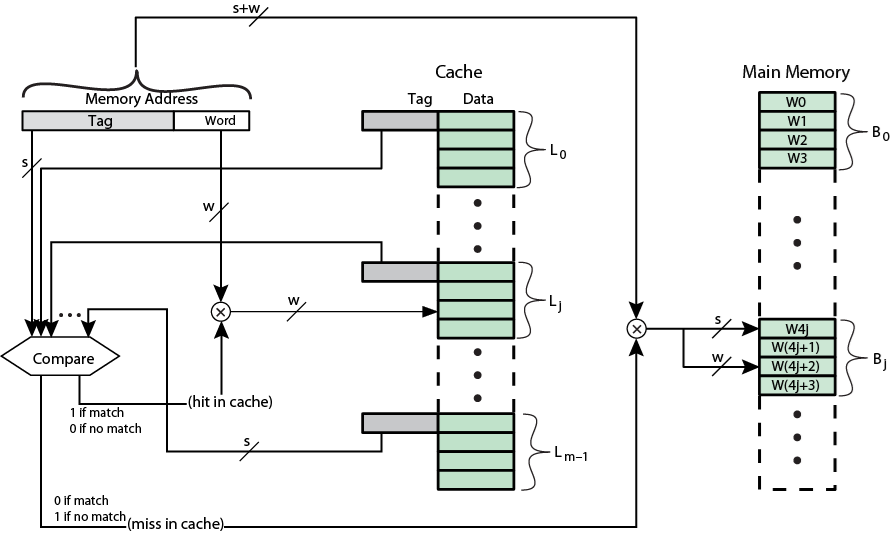 s+w
Cache
Main Memory
Memory Address
Tag
Data
Tag
Word
W0
W1
W2
W3
B0
L0
s
w
w
Lj
s
w
W4j
W(4j+1)
W(4j+2)
W(4j+3)
Bj
Compare
1 if match
0 if no match
(hit in cache)
s
Lm–1
0 if match
1 if no match
(miss in cache)